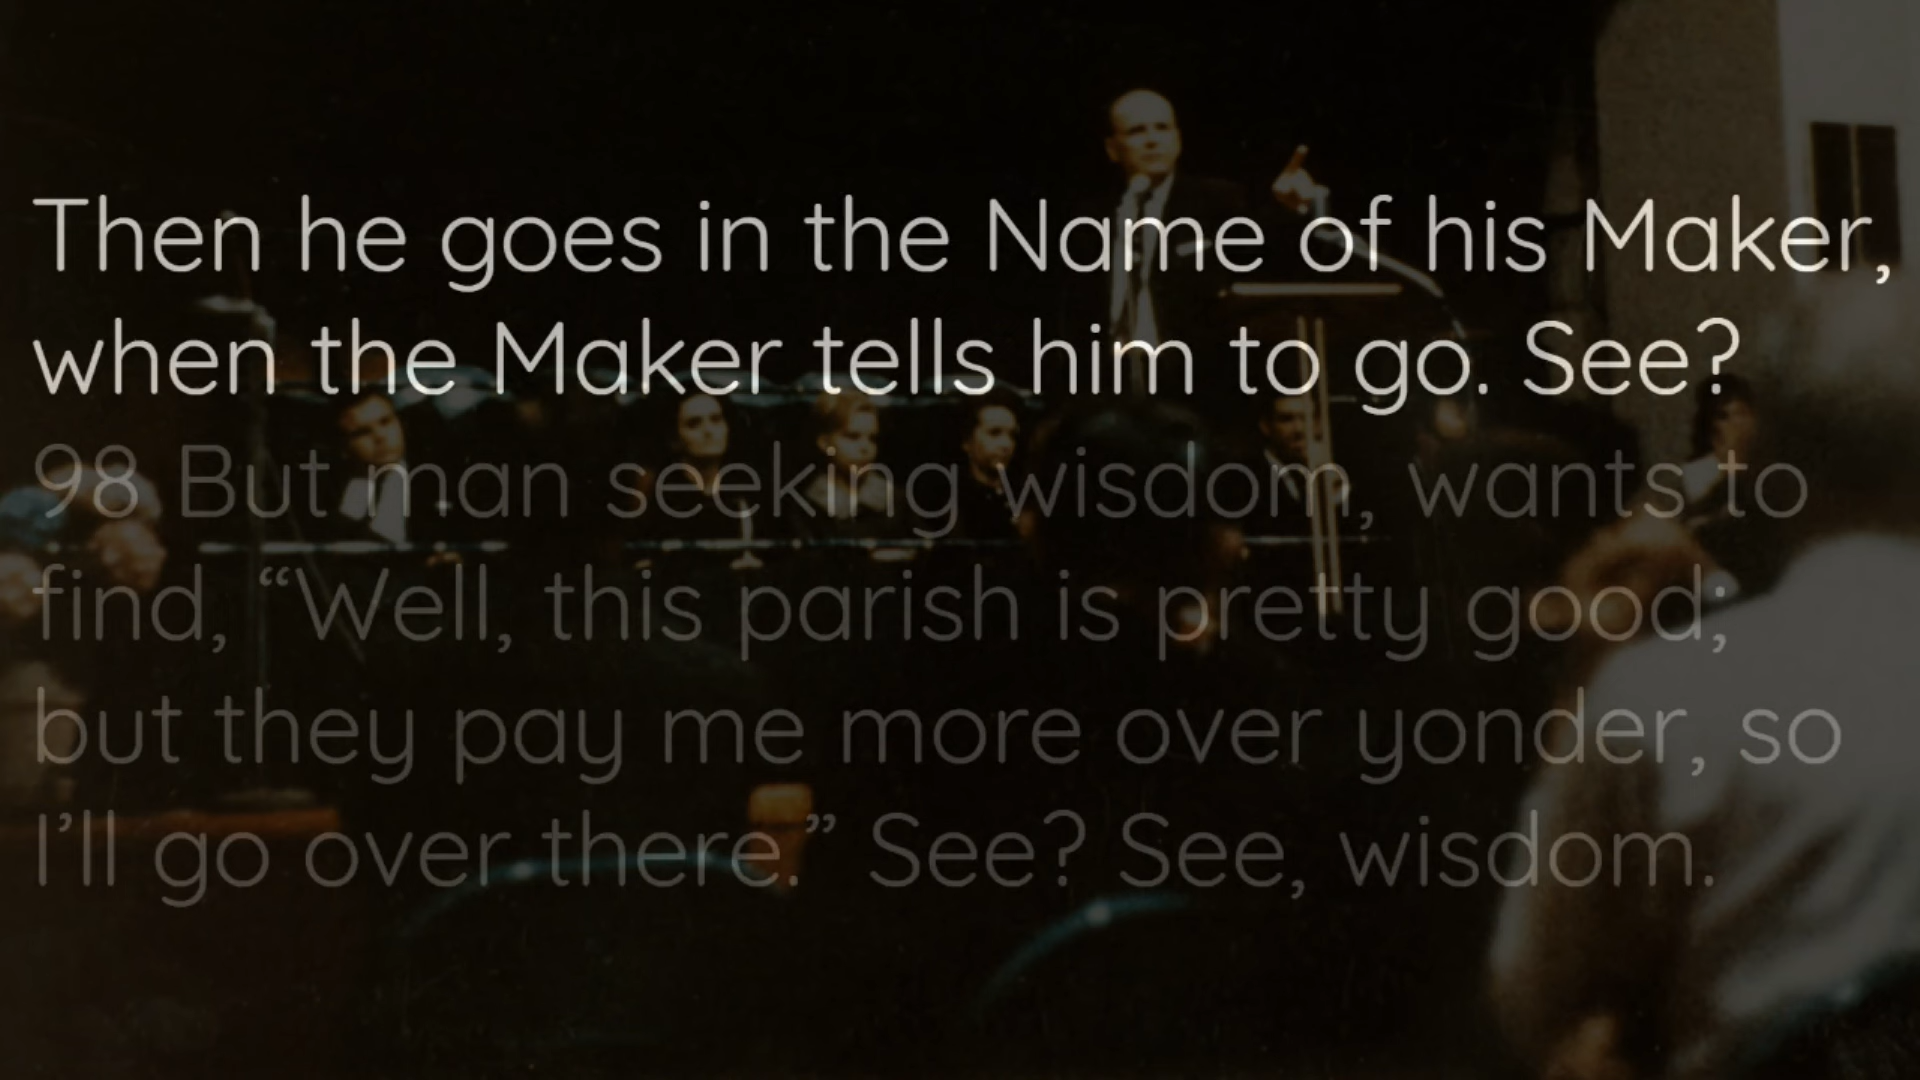 Then he goes in the Name of his Maker,
when the Maker tells him to go. See?
98 But man seeking wisdom, wants to
find, “Well, this parish is pretty good;
but they pay me more over yonder, so
I’ll go over there.” See? See, wisdom.